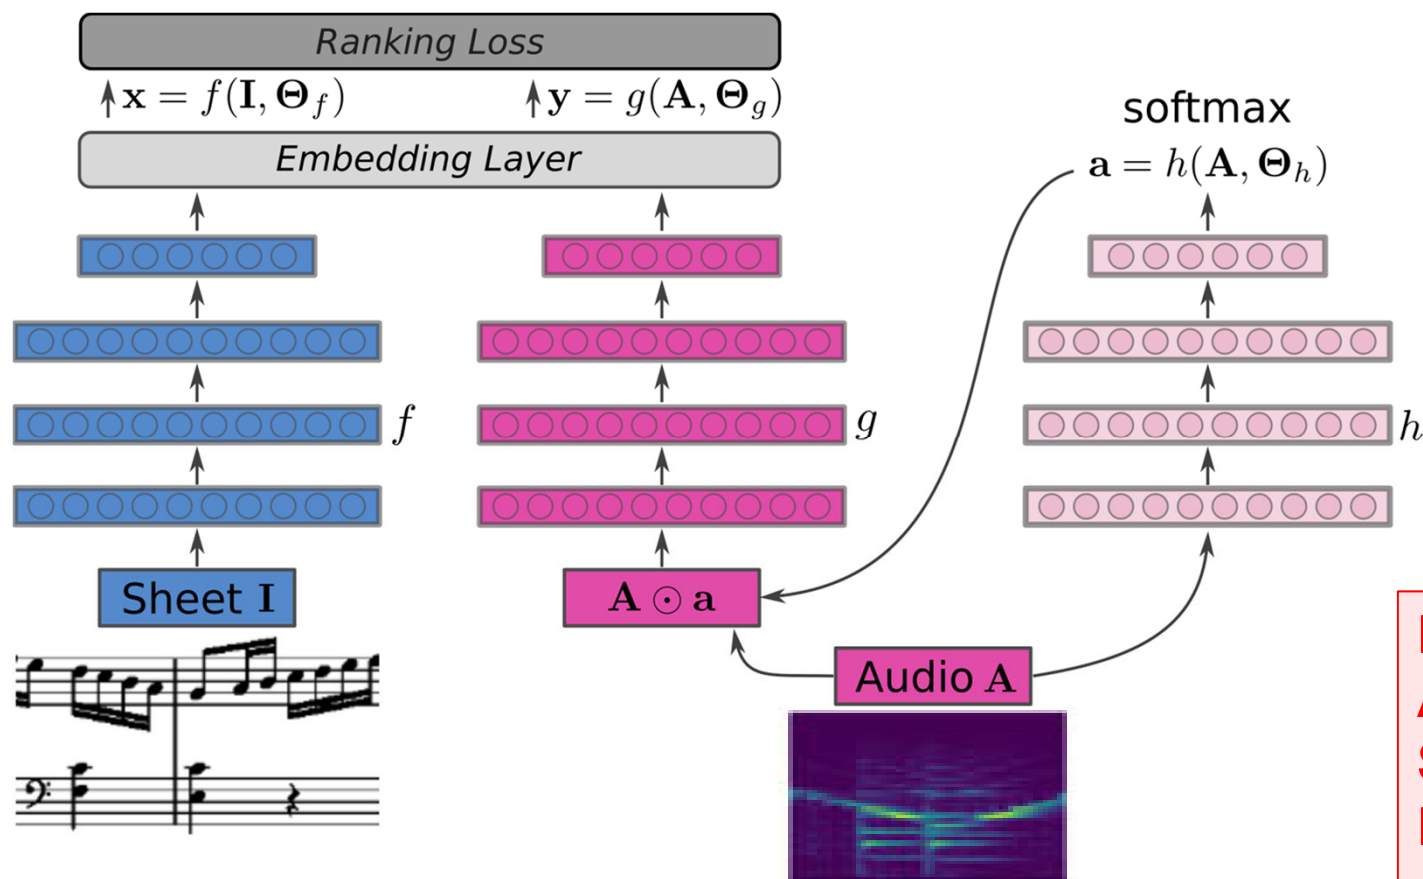 Ranking Loss
x = f(I, Θ_f)
y = g(A, Θ_g)
Embedding Layer
softmax
a = h(A, Θ_h)
f
g
h
Sheet I
A ⊙ a
Audio A